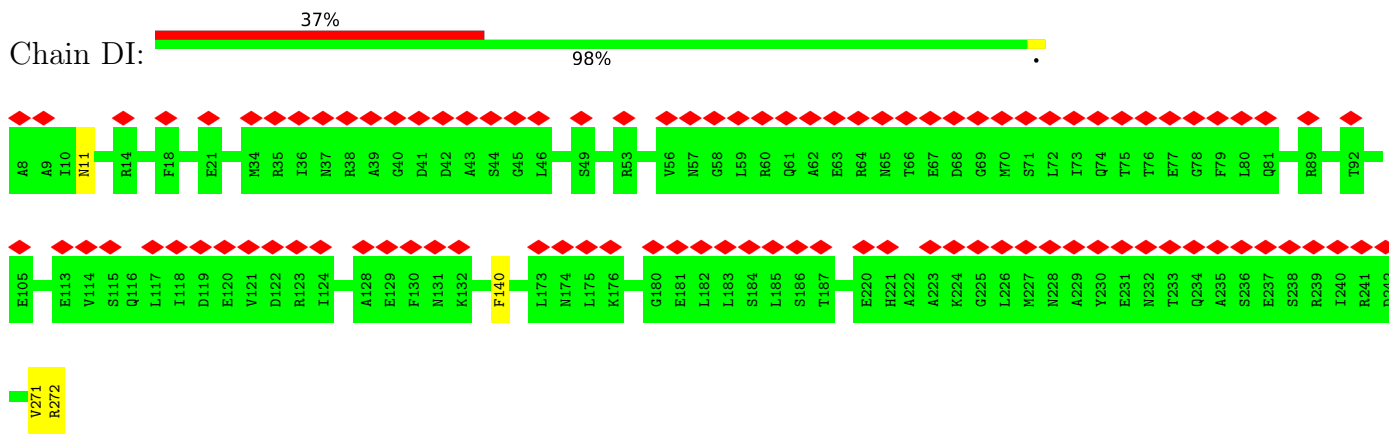 37%
Chain DI:
98%
.
A8 A9 I10 N11 R14 F18 E21 M34 R35 I36 N37 R38 A39 G40 D41 D42 A43 S44 G45 L46 S49 R53 V56 N57 G58 L59 R60 Q61 A62 E63 R64 N65 T66 E67 D68 G69 M70 S71 L72 I73 Q74 T75 T76 E77 G78 F79 L80 Q81 R89 T92
E105 E113 V114 S115 Q116 L117 I118 D119 E120 V121 D122 R123 I124 A128 E129 F130 N131 K132 F140 L173 N174 L175 K176 G180 E181 L182 L183 S184 L185 S186 T187 E220 H221 A222 A223 K224 G225 L226 M227 N228 A229 Y230 E231 N232 T233 Q234 A235 S236 E237 S238 R239 I240 R241
V271 R272